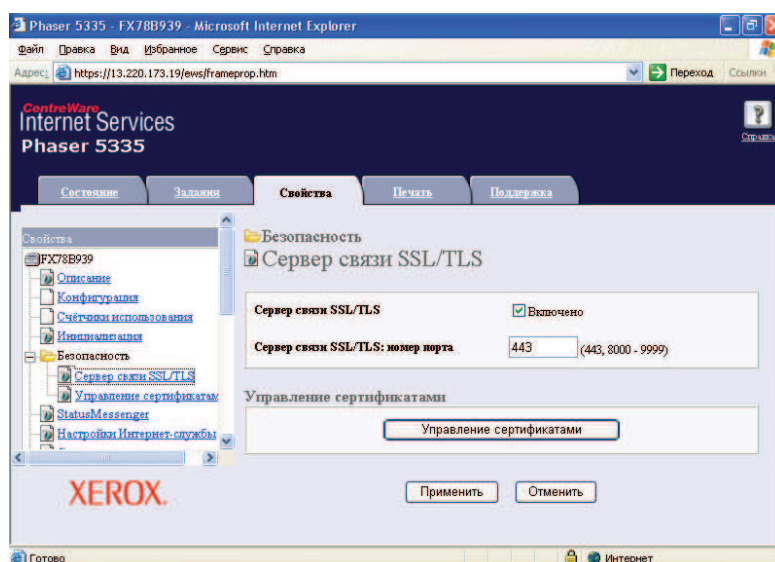 Phaser 5335 - FX78B939 - Microsoft Internet Explorer
Файл Правка Вид Избранное Сервис Справка
Адрес: https://13.220.173.19/ews/frameprop.htm Переход Ссылки
CentreWare
Internet Services
Phaser 5335
Справка
Состояние Задания Свойства Печать Поддержка
Свойства
FX78B939
Описание
Конфигурация
Счётчики использования
Инициализация
Безопасность
Сервер связи SSL/TLS
Управление сертификатам
StatusMessenger
Настройки Интернет-службы
Безопасность
Сервер связи SSL/TLS
Сервер связи SSL/TLS Включено
Сервер связи SSL/TLS: номер порта 443 (443, 8000 - 9999)
Управление сертификатами
Управление сертификатами
XEROX.
Применить Отменить
Готово Интернет